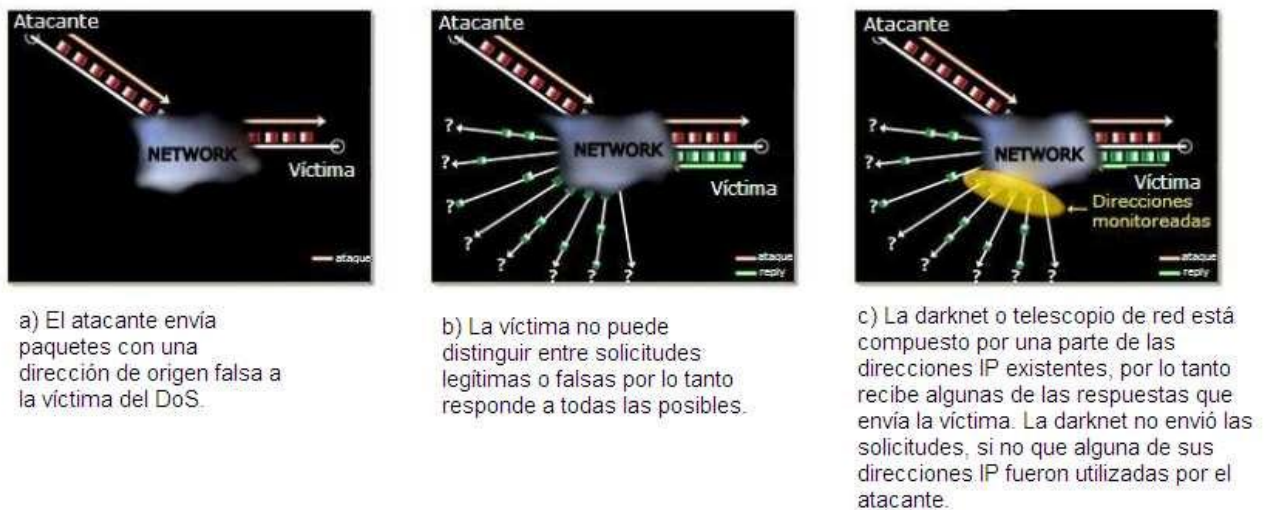 Atacante
NETWORK
Víctima
ataque
a) El atacante envía
paquetes con una
dirección de origen falsa a
la víctima del DoS.
Atacante
?
?
?
?
?
?
?
?
NETWORK
Víctima
ataque
reply
b) La víctima no puede
distinguir entre solicitudes
legítimas o falsas por lo tanto
responde a todas las posibles.
Atacante
?
?
?
?
?
?
?
?
NETWORK
Víctima
Direcciones
monitoreadas
ataque
reply
c) La darknet o telescopio de red está
compuesto por una parte de las
direcciones IP existentes, por lo tanto
recibe algunas de las respuestas que
envía la víctima. La darknet no envió las
solicitudes, si no que alguna de sus
direcciones IP fueron utilizadas por el
atacante.